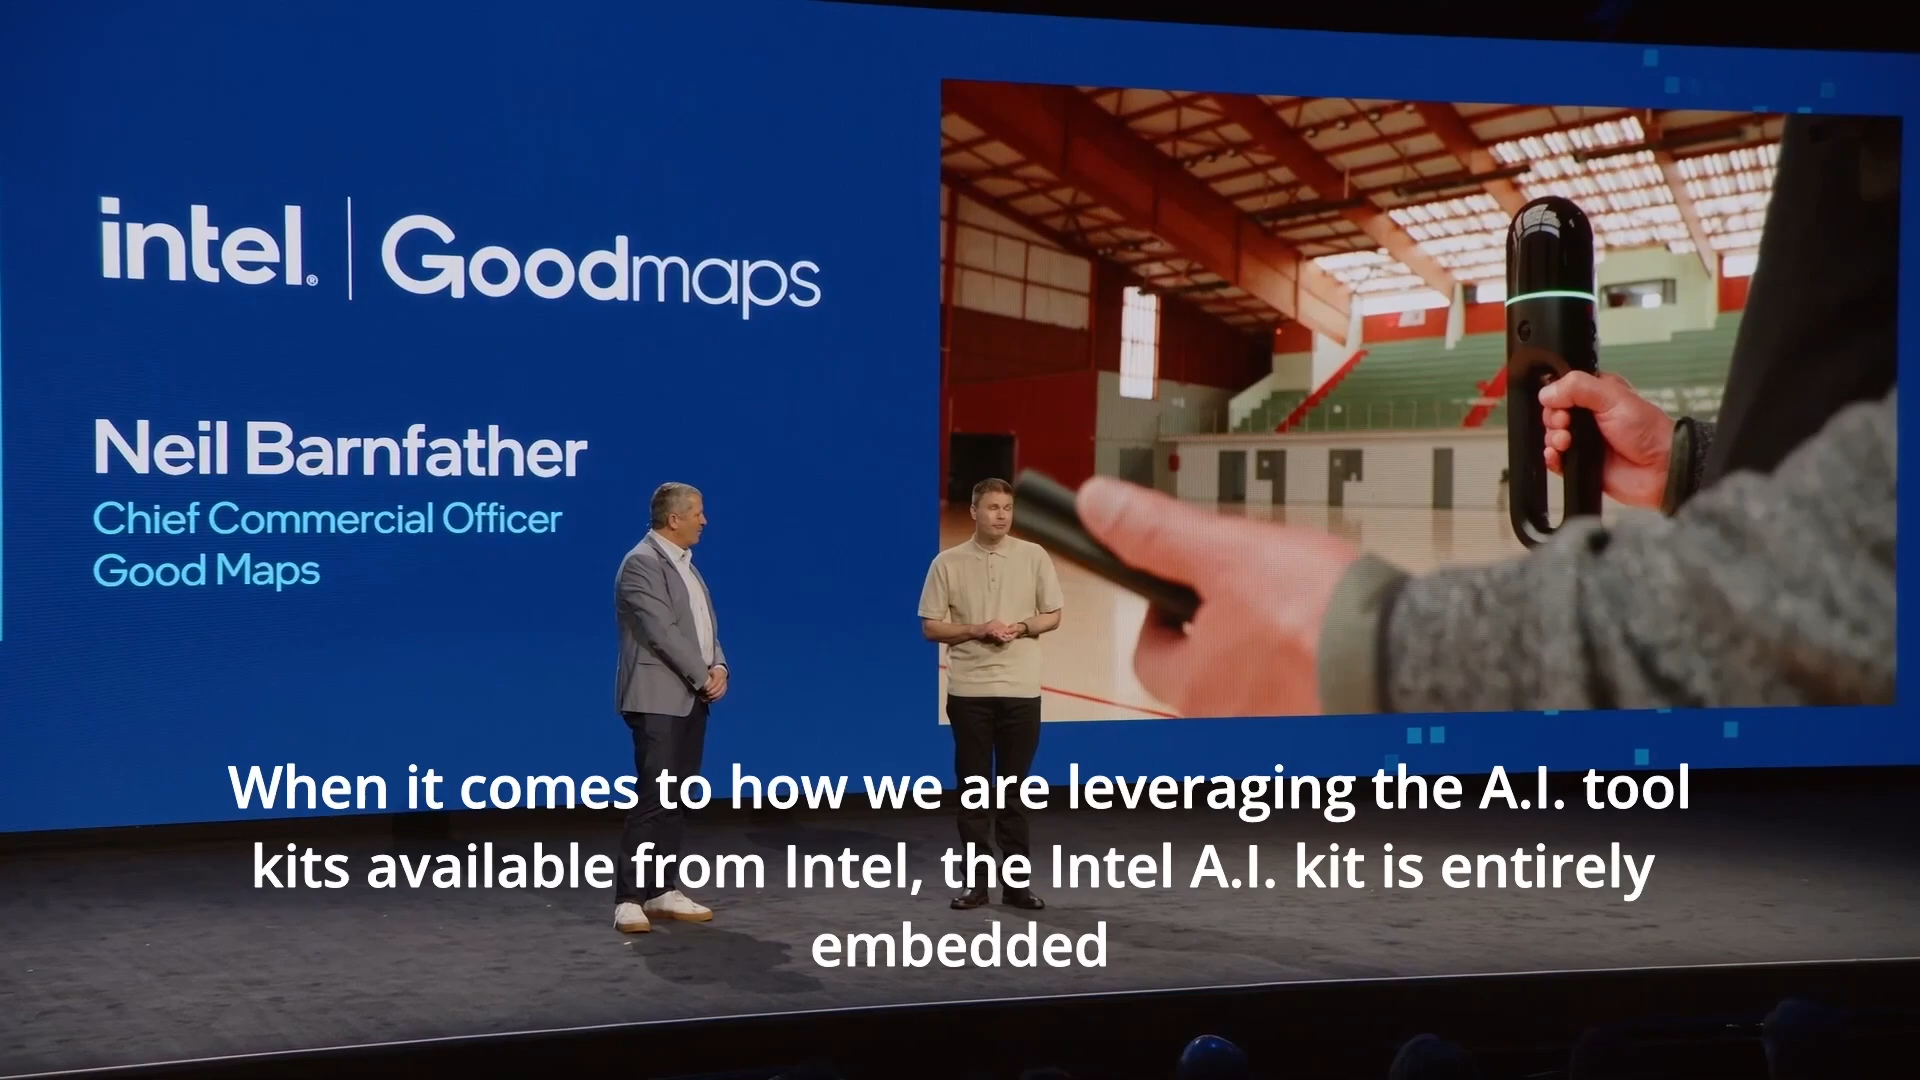 intel® | Goodmaps
Neil Barnfather
Chief Commercial Officer
Good Maps
When it comes to how we are leveraging the A.I. tool
kits available from Intel, the Intel A.I. kit is entirely
embedded